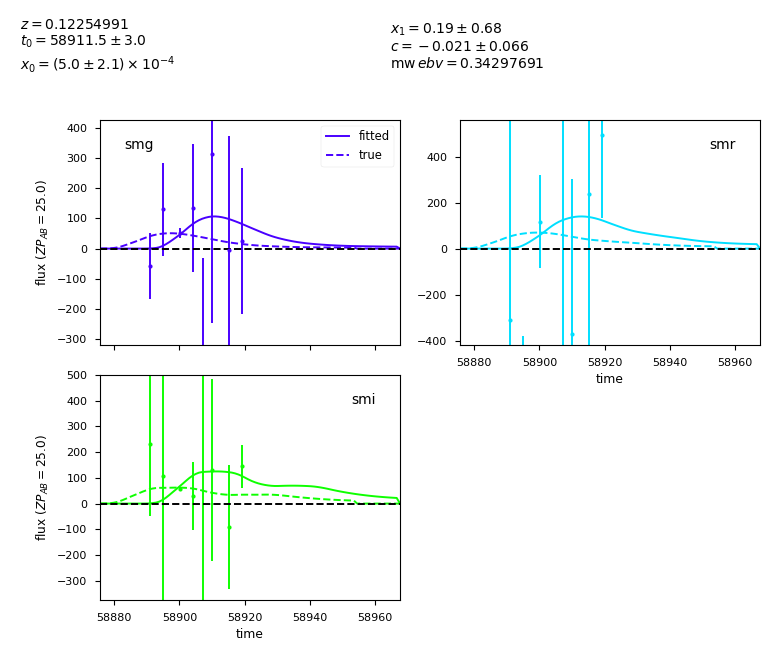 z = 0.12254991
t₀ = 58911.5 ± 3.0
x₀ = (5.0 ± 2.1) × 10⁻⁴
x₁ = 0.19 ± 0.68
c = −0.021 ± 0.066
mw ebv = 0.34297691
smg
fitted
true
400
300
200
100
0
−100
−200
−300
flux (ZP_AB = 25.0)
smr
400
200
0
−200
−400
58880 58900 58920 58940 58960
time
smi
500
400
300
200
100
0
−100
−200
−300
flux (ZP_AB = 25.0)
58880 58900 58920 58940 58960
time